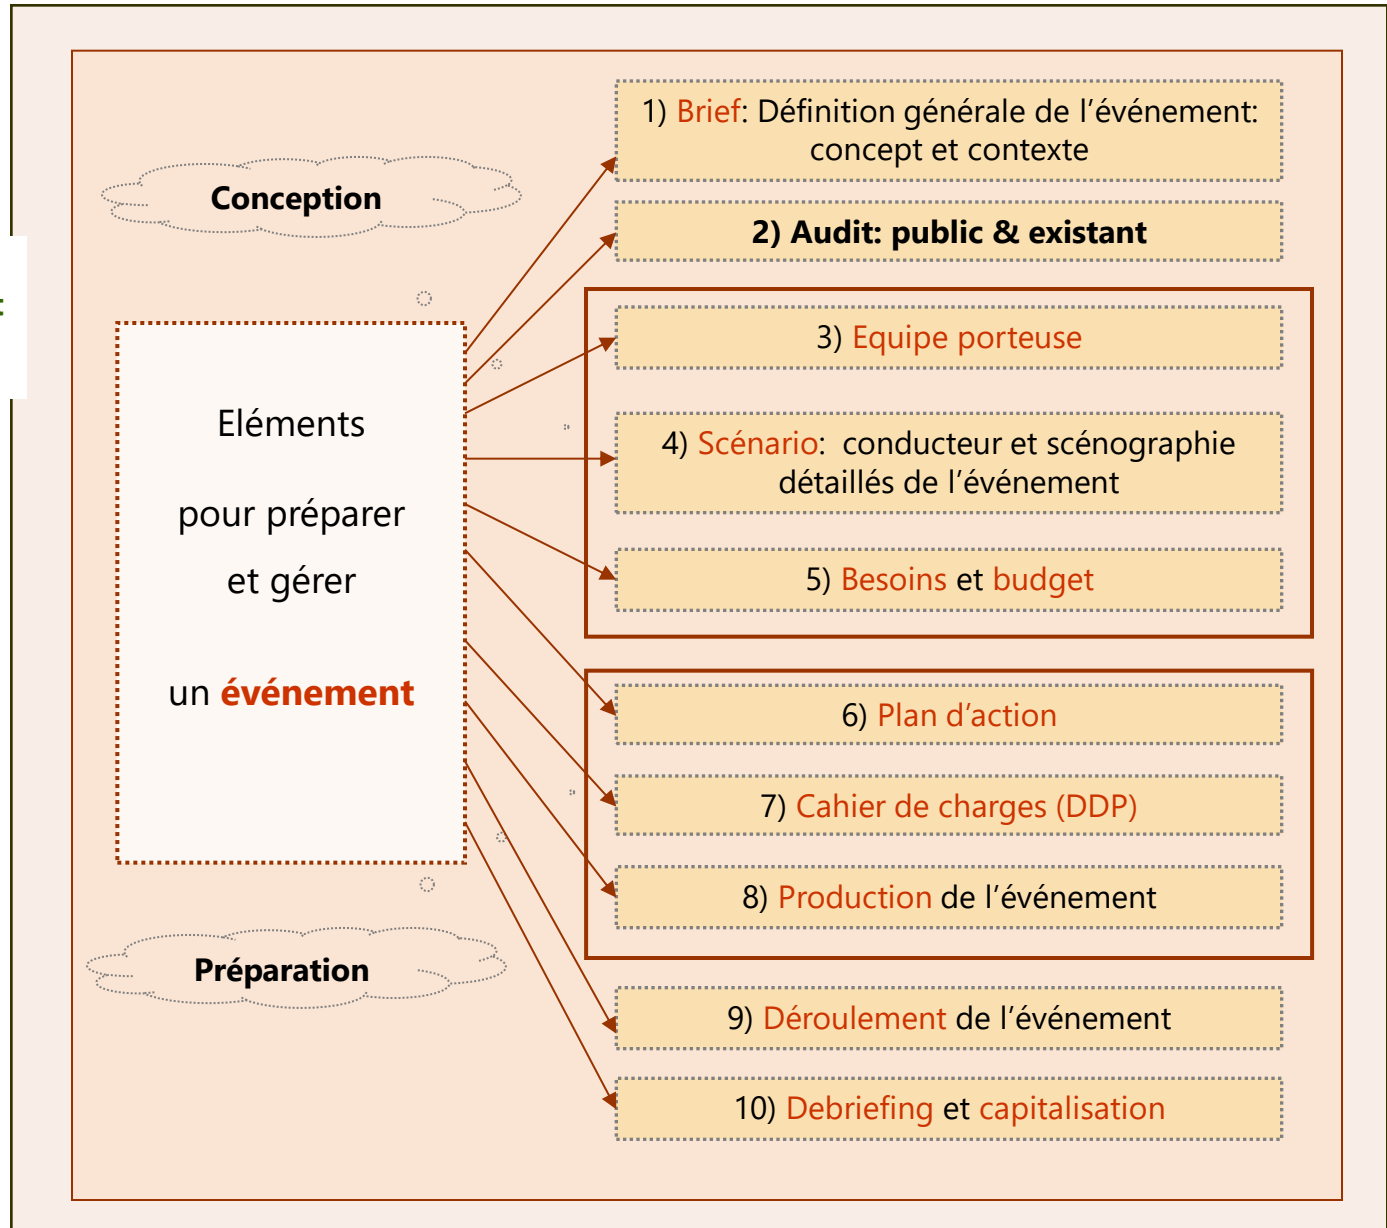 1) Brief: Définition générale de l’événement:
concept et contexte
Conception
2) Audit: public & existant
3) Equipe porteuse
Eléments
pour préparer
et gérer
un événement
4) Scénario:  conducteur et scénographie
détaillés de l’événement
5) Besoins et budget
6) Plan d’action
7) Cahier de charges (DDP)
8) Production de l’événement
Préparation
9) Déroulement de l’événement
10) Debriefing et capitalisation